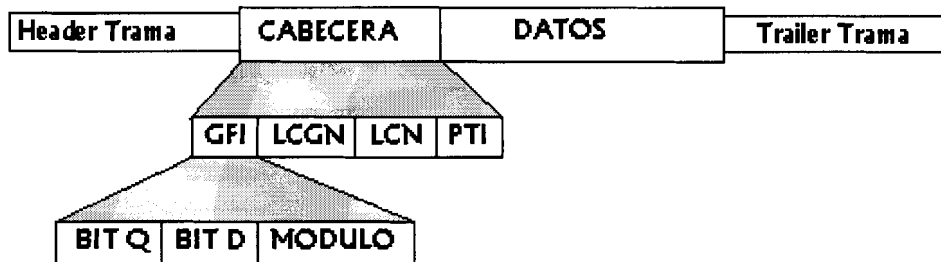 Header Trama CABECERA DATOS Trailer Trama
GFI LCGN LCN PTI
BIT Q BIT D MODULO